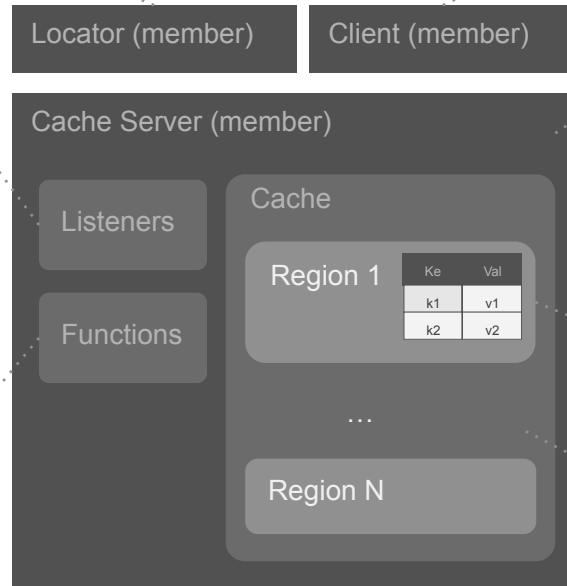 Locator (member)
Client (member)
Cache Server (member)
Listeners
Functions
Cache
Region 1
Ke Val
k1 v1
k2 v2
...
Region N